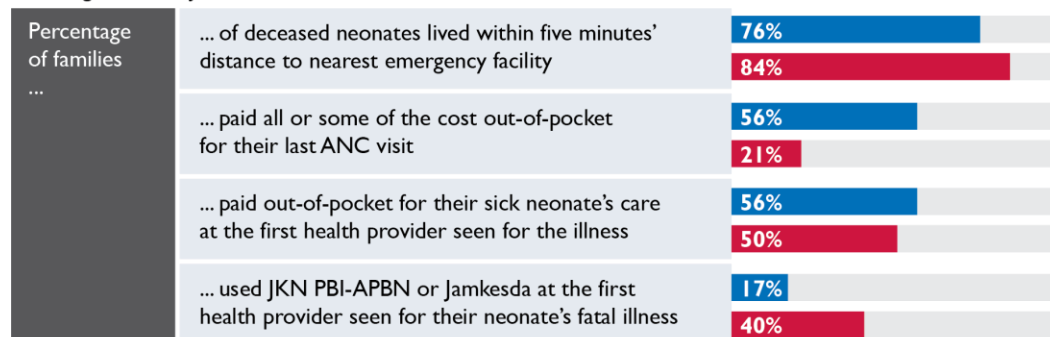 Percentage
of families
...
... of deceased neonates lived within five minutes'
distance to nearest emergency facility
76%
84%
... paid all or some of the cost out-of-pocket
for their last ANC visit
56%
21%
... paid out-of-pocket for their sick neonate's care
at the first health provider seen for the illness
56%
50%
... used JKN PBI-APBN or Jamkesda at the first
health provider seen for their neonate's fatal illness
17%
40%